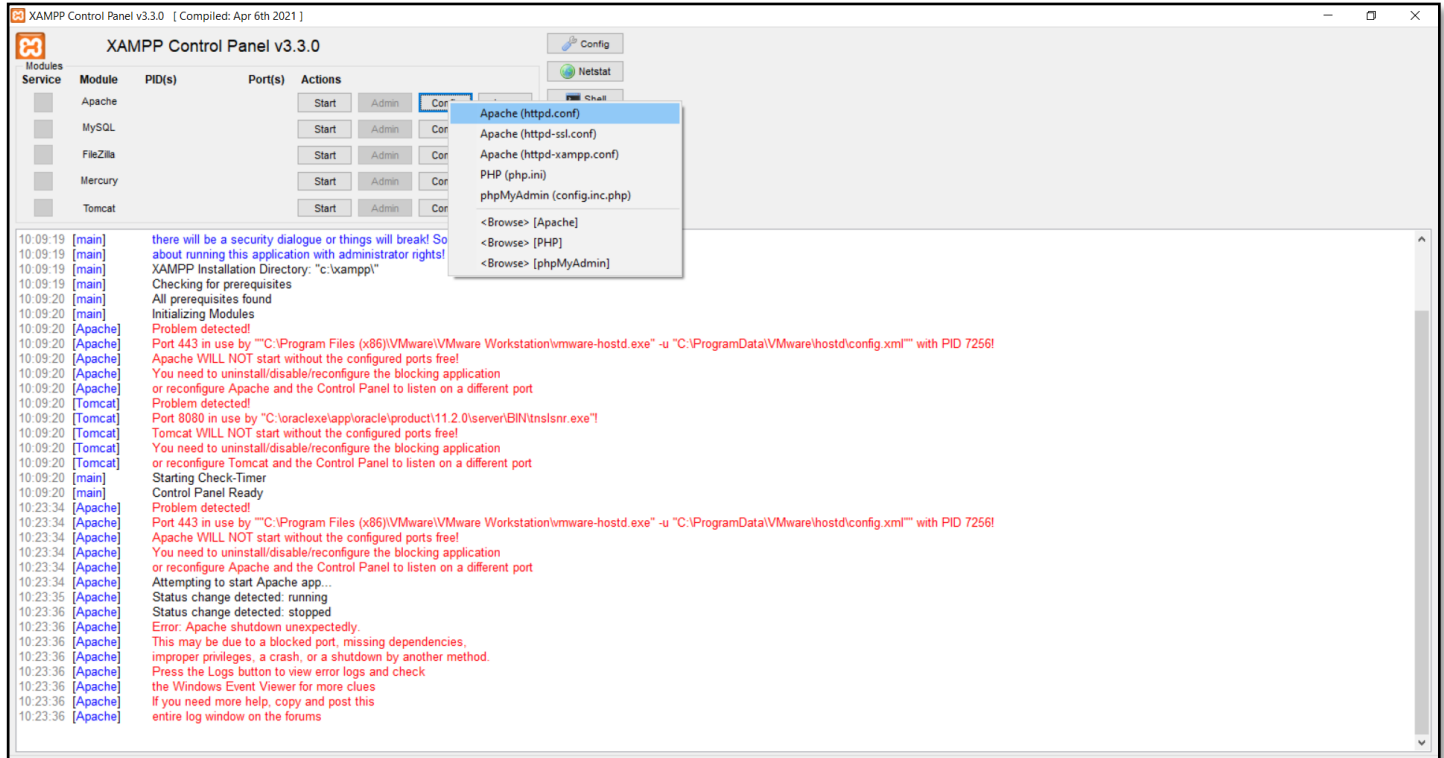 XAMPP Control Panel v3.3.0 [ Compiled: Apr 6th 2021 ]
XAMPP Control Panel v3.3.0
Config
Modules
Service Module PID(s) Port(s) Actions
Netstat
Shell
Apache Start Admin
MySQL Start Admin
FileZilla Start Admin
Mercury Start Admin
Tomcat Start Admin
Apache (httpd.conf)
Apache (httpd-ssl.conf)
Apache (httpd-xampp.conf)
PHP (php.ini)
phpMyAdmin (config.inc.php)
<Browse> [Apache]
<Browse> [PHP]
<Browse> [phpMyAdmin]
10:09:19 [main] there will be a security dialogue or things will break! So
10:09:19 [main] about running this application with administrator rights!
10:09:19 [main] XAMPP Installation Directory: "c:\xampp\"
10:09:19 [main] Checking for prerequisites
10:09:20 [main] All prerequisites found
10:09:20 [main] Initializing Modules
10:09:20 [Apache] Problem detected!
10:09:20 [Apache] Port 443 in use by ""C:\Program Files (x86)\VMware\VMware Workstation\vmware-hostd.exe" -u "C:\ProgramData\VMware\hostd\config.xml"" with PID 7256!
10:09:20 [Apache] Apache WILL NOT start without the configured ports free!
10:09:20 [Apache] You need to uninstall/disable/reconfigure the blocking application
10:09:20 [Apache] or reconfigure Apache and the Control Panel to listen on a different port
10:09:20 [Tomcat] Problem detected!
10:09:20 [Tomcat] Port 8080 in use by "C:\oraclexe\app\oracle\product\11.2.0\server\BIN\tnslsnr.exe"!
10:09:20 [Tomcat] Tomcat WILL NOT start without the configured ports free!
10:09:20 [Tomcat] You need to uninstall/disable/reconfigure the blocking application
10:09:20 [Tomcat] or reconfigure Tomcat and the Control Panel to listen on a different port
10:09:20 [main] Starting Check-Timer
10:09:20 [main] Control Panel Ready
10:23:34 [Apache] Problem detected!
10:23:34 [Apache] Port 443 in use by ""C:\Program Files (x86)\VMware\VMware Workstation\vmware-hostd.exe" -u "C:\ProgramData\VMware\hostd\config.xml"" with PID 7256!
10:23:34 [Apache] Apache WILL NOT start without the configured ports free!
10:23:34 [Apache] You need to uninstall/disable/reconfigure the blocking application
10:23:34 [Apache] or reconfigure Apache and the Control Panel to listen on a different port
10:23:34 [Apache] Attempting to start Apache app...
10:23:35 [Apache] Status change detected: running
10:23:36 [Apache] Status change detected: stopped
10:23:36 [Apache] Error: Apache shutdown unexpectedly.
10:23:36 [Apache] This may be due to a blocked port, missing dependencies,
10:23:36 [Apache] improper privileges, a crash, or a shutdown by another method.
10:23:36 [Apache] Press the Logs button to view error logs and check
10:23:36 [Apache] the Windows Event Viewer for more clues
10:23:36 [Apache] If you need more help, copy and post this
10:23:36 [Apache] entire log window on the forums